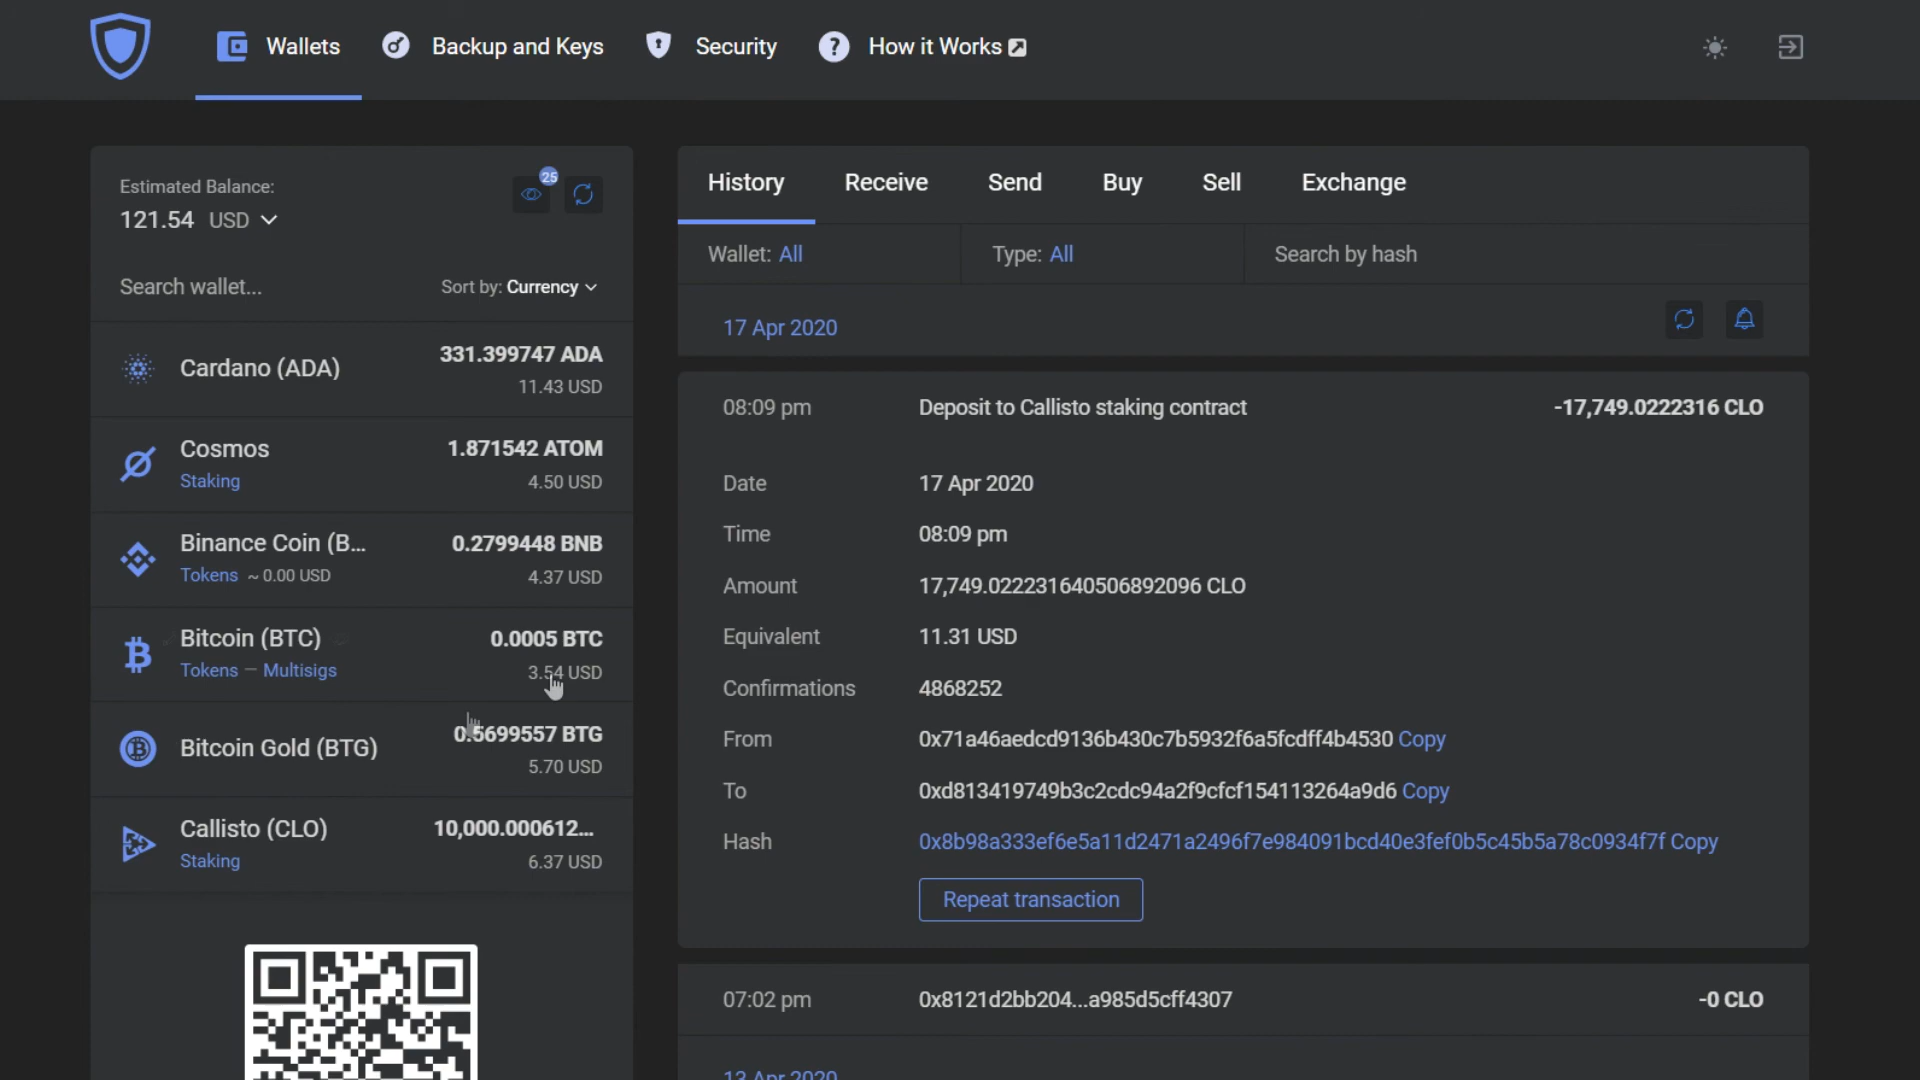 Wallets
Backup and Keys
Security
? How it Works
Estimated Balance:
25
121.54 USD
Search wallet...
Sort by: Currency
Cardano (ADA)
331.399747 ADA
11.43 USD
Cosmos
1.871542 ATOM
Staking
4.50 USD
Binance Coin (B...
0.2799448 BNB
Tokens ~ 0.00 USD
4.37 USD
Bitcoin (BTC)
0.0005 BTC
Tokens — Multisigs
3.54 USD
Bitcoin Gold (BTG)
0.5699557 BTG
5.70 USD
Callisto (CLO)
10,000.000612...
Staking
6.37 USD
History Receive Send Buy Sell Exchange
Wallet: All
Type: All
Search by hash
17 Apr 2020
08:09 pm Deposit to Callisto staking contract -17,749.0222316 CLO
Date 17 Apr 2020
Time 08:09 pm
Amount 17,749.022231640506892096 CLO
Equivalent 11.31 USD
Confirmations 4868252
From 0x71a46aedcd9136b430c7b5932f6a5fcdff4b4530 Copy
To 0xd813419749b3c2cdc94a2f9cfcf154113264a9d6 Copy
Hash 0x8b98a333ef6e5a11d2471a2496f7e984091bcd40e3fef0b5c45b5a78c0934f7f Copy
Repeat transaction
07:02 pm 0x8121d2bb204...a985d5cff4307 -0 CLO
13 Apr 2020